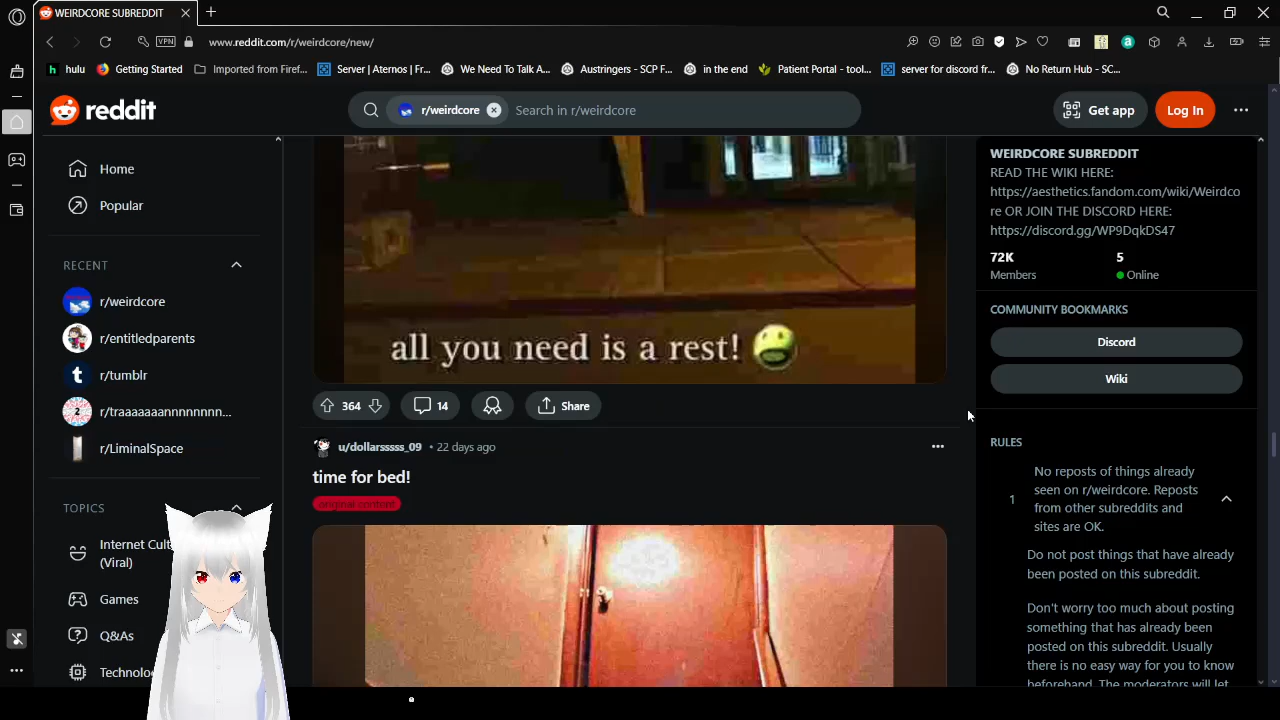 WEIRDCORE SUBREDDIT
VPN
www.reddit.com/r/weirdcore/new/
hulu
Getting Started
Imported from Firef...
Server | Aternos | Fr...
We Need To Talk A...
Austringers - SCP F...
in the end
Patient Portal - tool...
server for discord fr...
No Return Hub - SC...
reddit
r/weirdcore
Search in r/weirdcore
Get app
Log In
Home
Popular
RECENT
r/weirdcore
r/entitledparents
r/tumblr
r/traaaaaaannnnnnnn...
r/LiminalSpace
TOPICS
Internet Cult
(Viral)
Games
Q&As
Technolo
all you need is a rest!
364
14
Share
u/dollarsssss_09 • 22 days ago
time for bed!
original content
WEIRDCORE SUBREDDIT
READ THE WIKI HERE:
https://aesthetics.fandom.com/wiki/Weirdco
re OR JOIN THE DISCORD HERE:
https://discord.gg/WP9DqkDS47
72K
Members
5
Online
COMMUNITY BOOKMARKS
Discord
Wiki
RULES
1
No reposts of things already
seen on r/weirdcore. Reposts
from other subreddits and
sites are OK.
Do not post things that have already
been posted on this subreddit.
Don't worry too much about posting
something that has already been
posted on this subreddit. Usually
there is no easy way for you to know
beforehand. The moderators will let